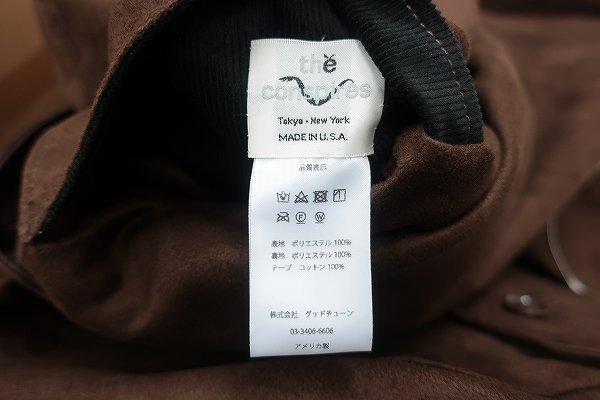 the
conspires
Tokyo - New York
MADE IN U.S.A.
品質表示
表地 ポリエステル 100%
裏地 ポリエステル 100%
テープ コットン 100%
株式会社 グッドチューン
03-3406-6606
アメリカ製